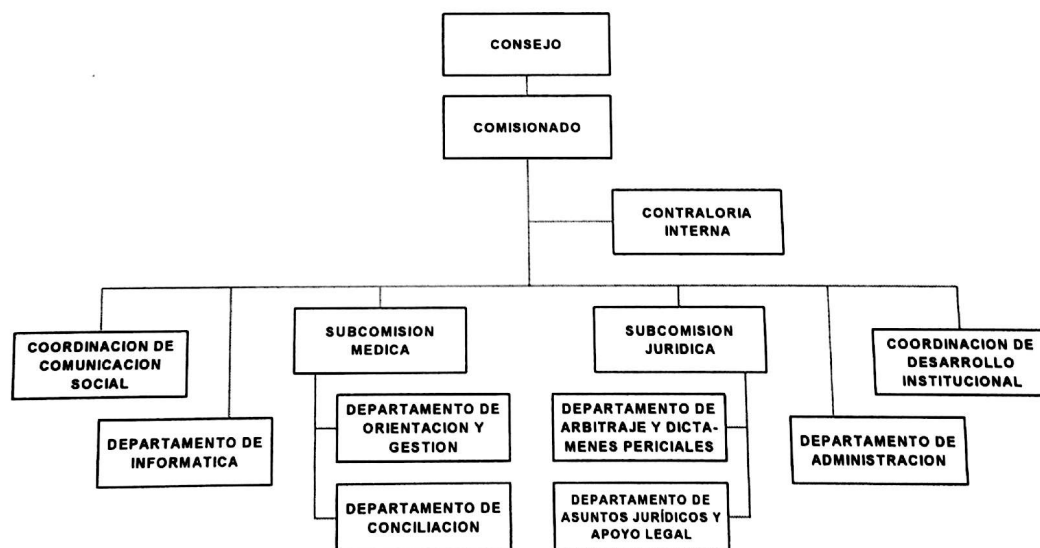 CONSEJO
COMISIONADO
CONTRALORIA
INTERNA
COORDINACION DE
COMUNICACION
SOCIAL
SUBCOMISION
MEDICA
SUBCOMISION
JURIDICA
COORDINACION DE
DESARROLLO
INSTITUCIONAL
DEPARTAMENTO DE
INFORMATICA
DEPARTAMENTO DE
ORIENTACION Y
GESTION
DEPARTAMENTO DE
ARBITRAJE Y DICTA-
MENES PERICIALES
DEPARTAMENTO DE
ADMINISTRACION
DEPARTAMENTO DE
CONCILIACION
DEPARTAMENTO DE
ASUNTOS JURÍDICOS Y
APOYO LEGAL